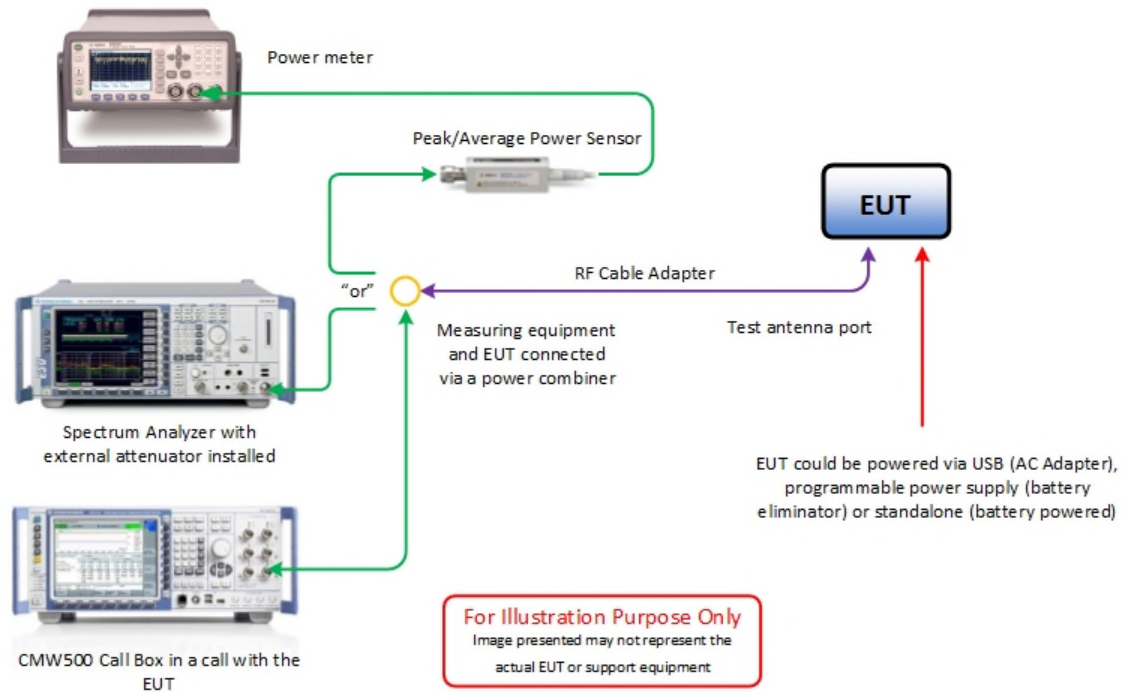 Power meter
Peak/Average Power Sensor
EUT
"or"
RF Cable Adapter
Measuring equipment
and EUT connected
via a power combiner
Test antenna port
Spectrum Analyzer with
external attenuator installed
EUT could be powered via USB (AC Adapter),
programmable power supply (battery
eliminator) or standalone (battery powered)
For Illustration Purpose Only
Image presented may not represent the
actual EUT or support equipment
CMW500 Call Box in a call with the
EUT